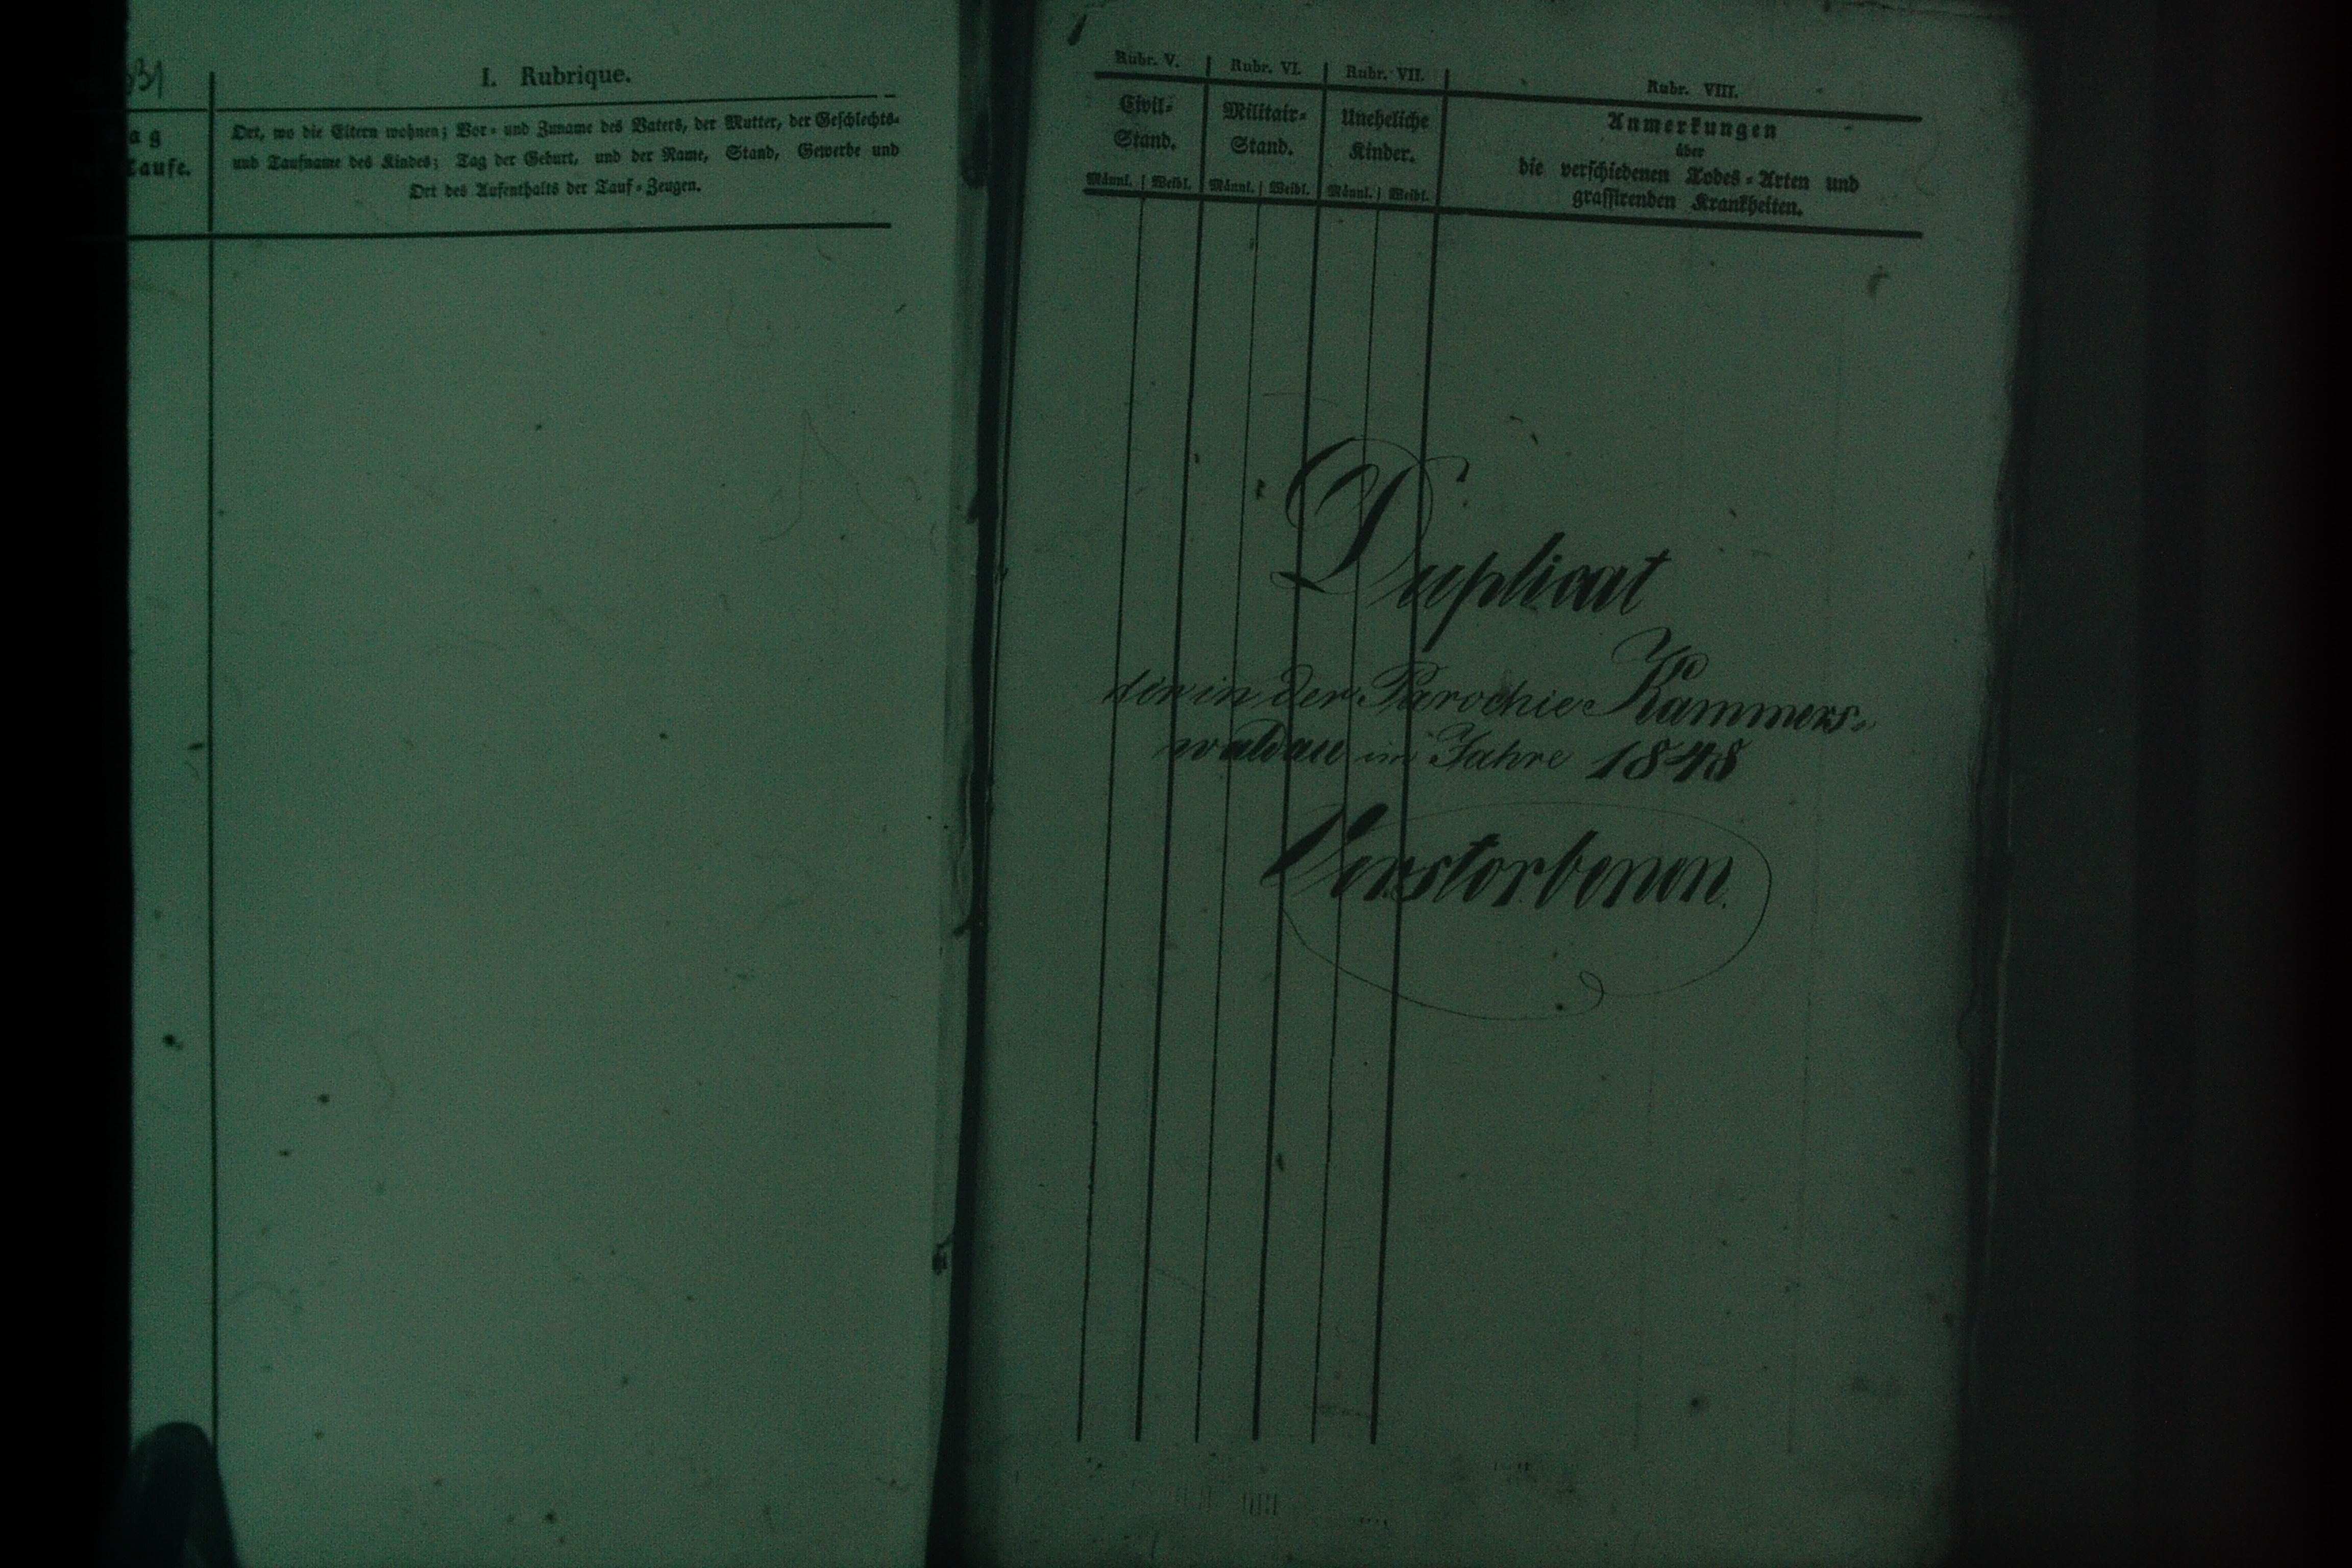 31
I. Rubrique.
ag
Taufe.
Ort, wo die Eltern wohnen; Vor- und Zuname des Vaters, der Mutter, der Geschlechts-
und Taufname des Kindes; Tag der Geburt, und der Name, Stand, Gewerbe und
Ort des Aufenthalts der Tauf-Zeugen.
Rubr. V. Rubr. VI. Rubr. VII. Rubr. VIII.
Civil-
Stand.
Militair-
Stand.
Uneheliche
Kinder.
Anmerkungen
über
die verschiedenen Todes-Arten und
grassirenden Krankheiten.
Männl. Weibl. Männl. Weibl. Männl. Weibl.
Duplicat
der in der Parochie Kammers-
waldau im Jahre 1848
Verstorbenen.